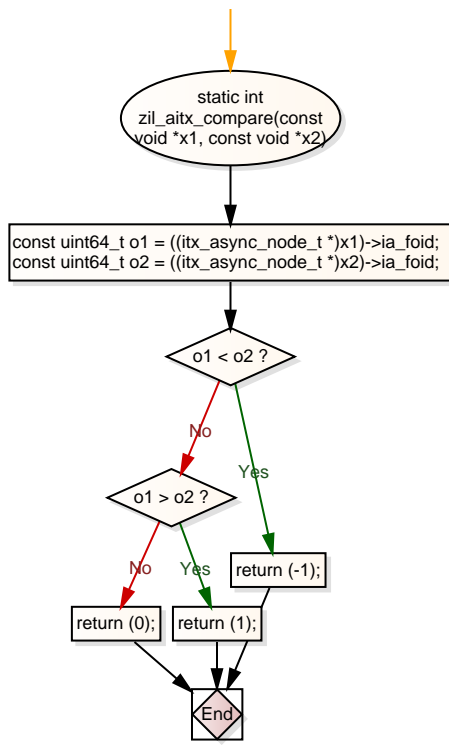 static int
zil_aitx_compare(const
void *x1, const void *x2)
const uint64_t o1 = ((itx_async_node_t *)x1)->ia_foid;
const uint64_t o2 = ((itx_async_node_t *)x2)->ia_foid;
o1 < o2 ?
No
Yes
o1 > o2 ?
No
Yes
return (-1);
return (0);
return (1);
End